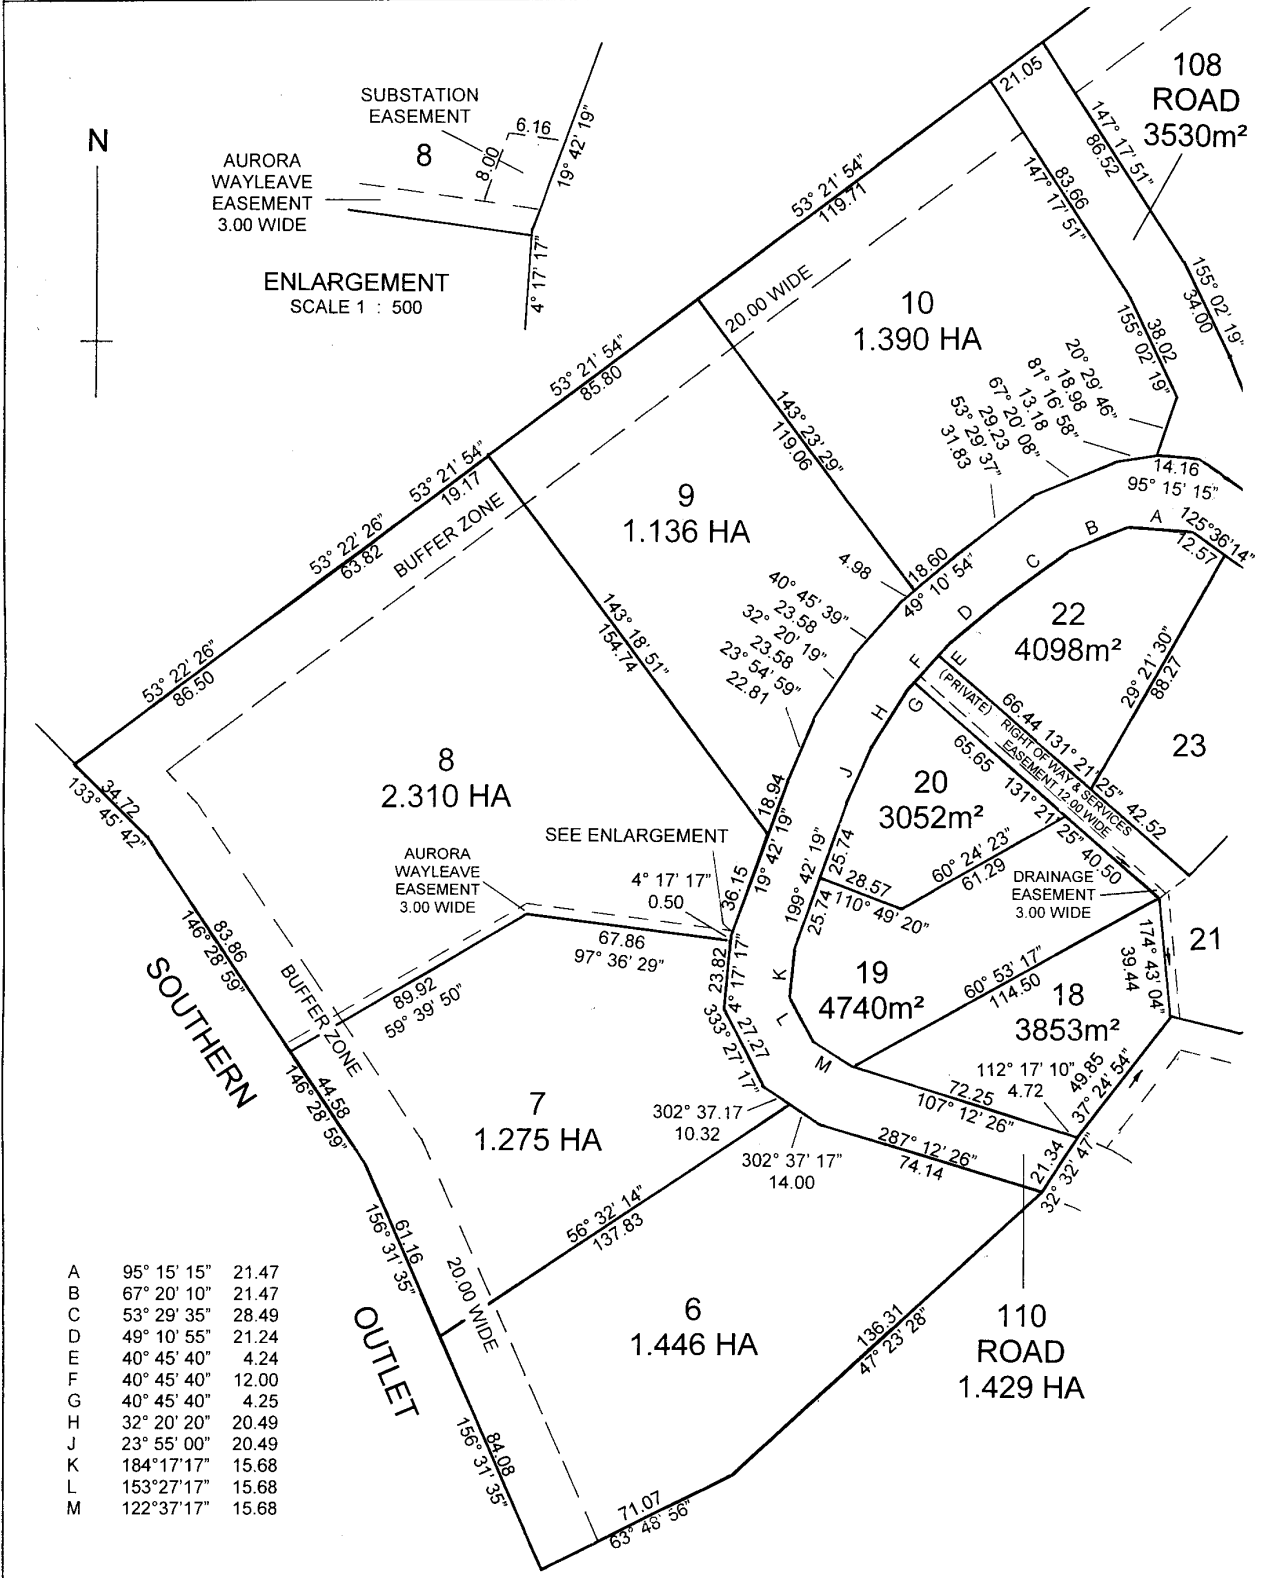 N
SUBSTATION
EASEMENT
8
6.16
8.00
19° 42' 19"
AURORA
WAYLEAVE
EASEMENT
3.00 WIDE
4° 17' 17"
ENLARGEMENT
SCALE 1 : 500
21.05
108
ROAD
3530m²
147° 17' 51"
86.52
83.66
147° 17' 51"
155° 02' 19"
34.00
38.02
155° 02' 19"
53° 21' 54"
119.71
20.00 WIDE
10
1.390 HA
53° 21' 54"
85.80
143° 23' 29"
119.06
20° 29' 46"
18.98
81° 16' 58"
13.18
67° 20' 08"
29.23
53° 29' 37"
31.83
14.16
95° 15' 15"
125°36'14"
12.57
53° 21' 54"
19.17
BUFFER ZONE
9
1.136 HA
53° 22' 26"
63.82
4.98
18.60
49° 10' 54"
A
B
C
D
E
F
G
H
J
K
L
M
22
4098m²
40° 45' 39"
23.58
32° 20' 19"
23.58
23° 54' 59"
22.81
143° 18' 51"
154.74
29° 21' 30"
88.27
23
53° 22' 26"
86.50
(PRIVATE) RIGHT OF WAY & SERVICES
EASEMENT 12.00 WIDE
66.44 131° 21' 25" 42.52
65.65 131° 21' 25" 40.50
8
2.310 HA
20
3052m²
34.72
133° 45' 42"
SEE ENLARGEMENT
18.94
19° 42' 19"
36.15
4° 17' 17"
0.50
25.74
199° 42' 19"
25.74
60° 24' 23"
61.29
28.57
110° 49' 20"
DRAINAGE
EASEMENT
3.00 WIDE
AURORA
WAYLEAVE
EASEMENT
3.00 WIDE
67.86
97° 36' 29"
83.86
146° 28' 59"
SOUTHERN
BUFFER ZONE
89.92
59° 39' 50"
23.82
4° 17' 17"
19
4740m²
60° 53' 17"
114.50
174° 43' 04"
39.44
21
18
3853m²
27.27
333° 27' 17"
44.58
146° 28' 59"
7
1.275 HA
302° 37.17
10.32
302° 37' 17"
14.00
112° 17' 10"
4.72
49.85
37° 24' 54"
72.25
107° 12' 26"
287° 12' 26"
74.14
21.34
32° 32' 47"
61.16
156° 31' 35"
56° 32' 14"
137.83
20.00 WIDE
OUTLET
6
1.446 HA
136.31
47° 23' 28"
110
ROAD
1.429 HA
84.08
156° 31' 35"
71.07
63° 48' 56"
A 95° 15' 15" 21.47
B 67° 20' 10" 21.47
C 53° 29' 35" 28.49
D 49° 10' 55" 21.24
E 40° 45' 40" 4.24
F 40° 45' 40" 12.00
G 40° 45' 40" 4.25
H 32° 20' 20" 20.49
J 23° 55' 00" 20.49
K 184°17'17" 15.68
L 153°27'17" 15.68
M 122°37'17" 15.68